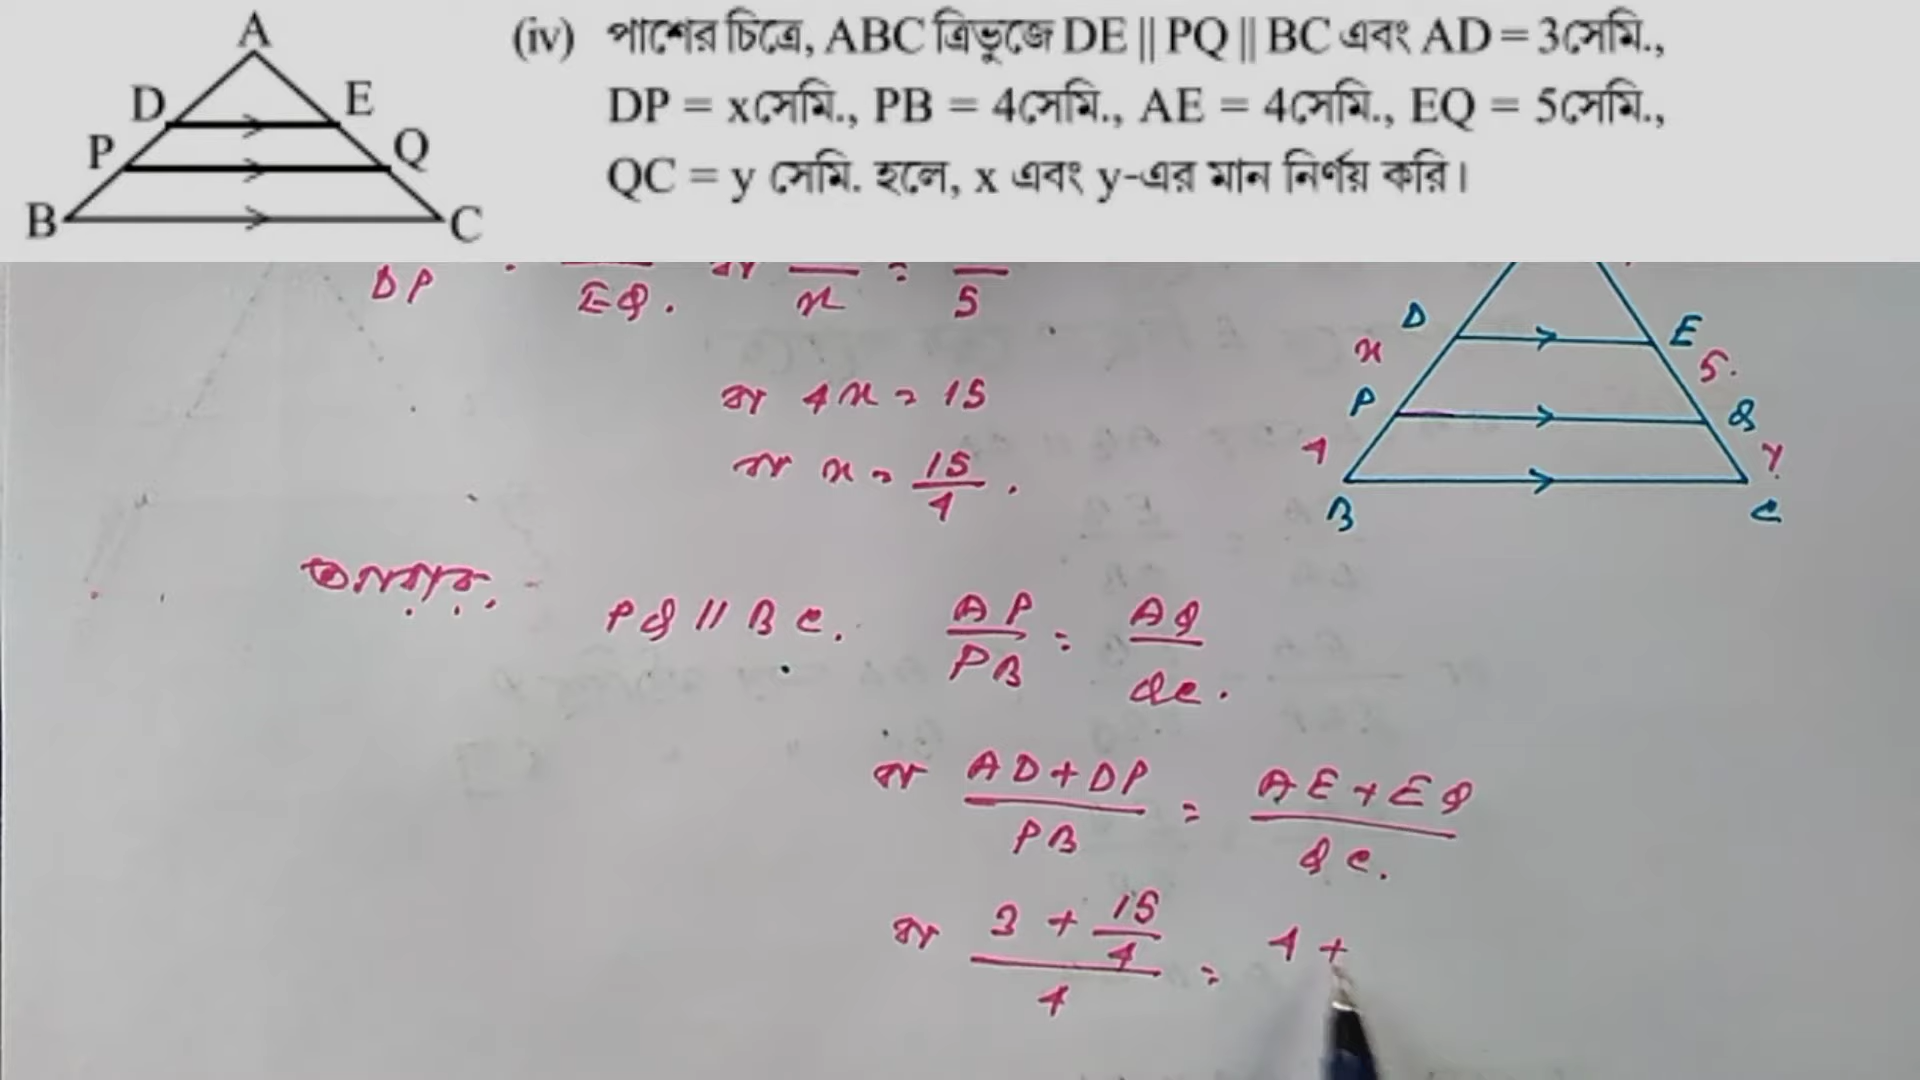 A
D E
P Q
B C
(iv) পাশের চিত্রে, ABC ত্রিভুজে DE || PQ || BC এবং AD = 3সেমি.,
DP = xসেমি., PB = 4সেমি., AE = 4সেমি., EQ = 5সেমি.,
QC = y সেমি. হলে, x এবং y-এর মান নির্ণয় করি।
DP EQ. বা x = 5
বা 4x = 15
বা x = 15/4.
D E
x 5.
P Q
4 y
B C
আবার, PQ || BC. AP/PB = AQ/QC.
বা AD+DP/PB = AE+EQ/QC.
বা 3 + 15/4 / 4 = 4 +